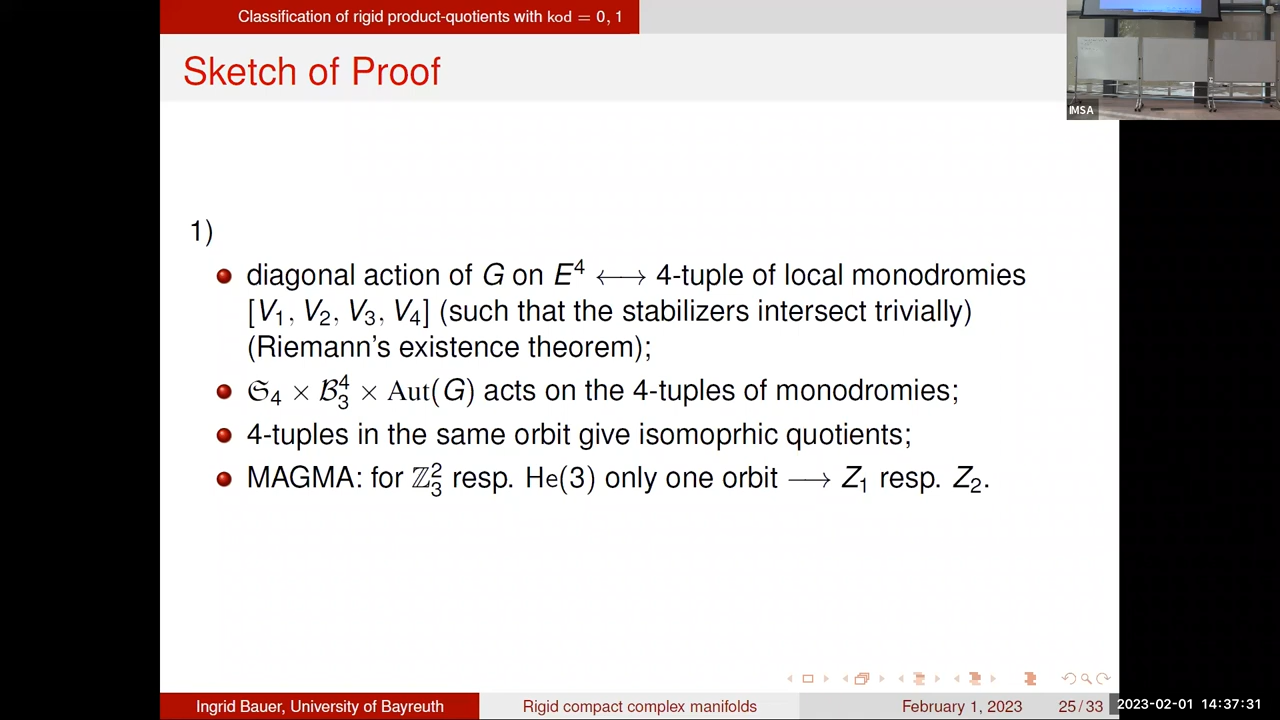 Classification of rigid product-quotients with kod = 0, 1
Sketch of Proof
IMSA
1)
diagonal action of G on E⁴ ⟷ 4-tuple of local monodromies
[V₁, V₂, V₃, V₄] (such that the stabilizers intersect trivially)
(Riemann's existence theorem);
𝔖₄ × ℬ₃⁴ × Aut(G) acts on the 4-tuples of monodromies;
4-tuples in the same orbit give isomoprhic quotients;
MAGMA: for ℤ₃² resp. He(3) only one orbit ⟶ Z₁ resp. Z₂.
Ingrid Bauer, University of Bayreuth
Rigid compact complex manifolds
February 1, 2023
25/33
2023-02-01 14:37:31